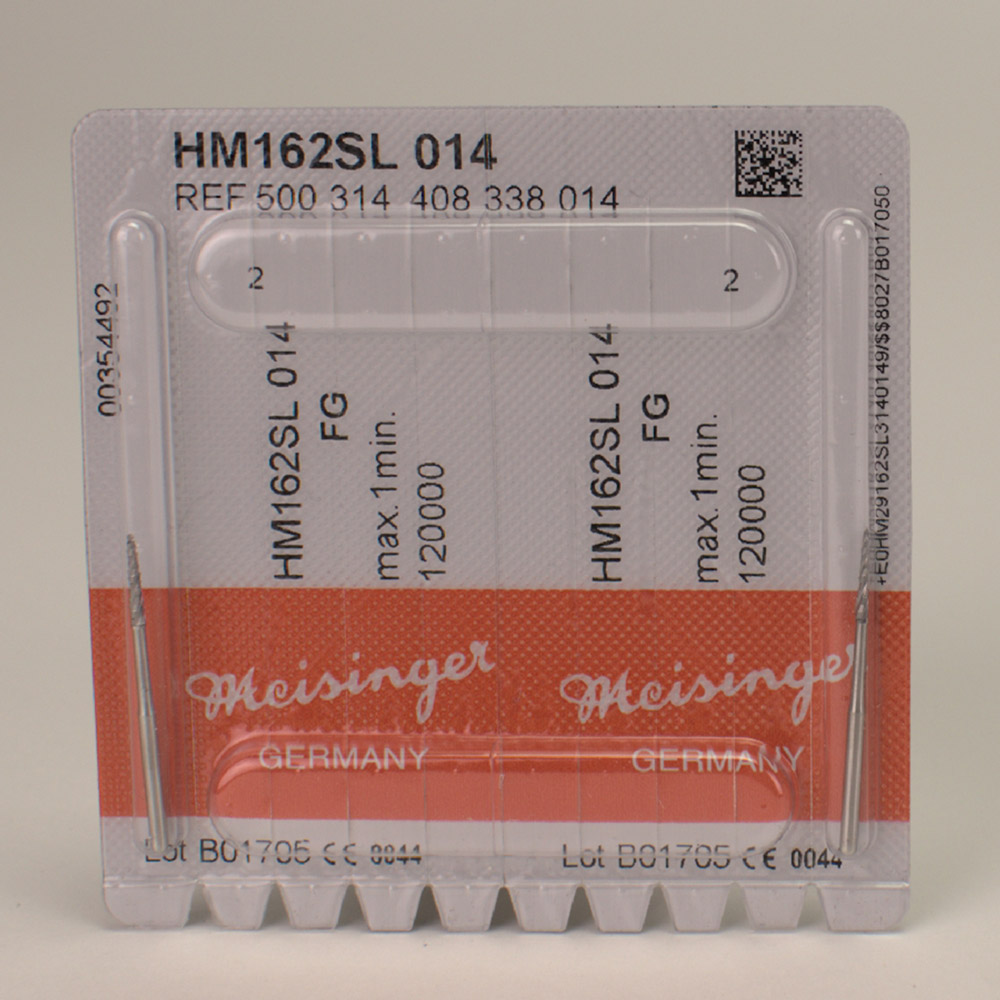 HM162SL 014
REF 500 314 408 338 014
2
2
00354492
HM162SL 014
FG
max. 1min.
120000
HM162SL 014
FG
max. 1min.
120000
+E0HM29162SL3140149/$$8027B017050
Meisinger
GERMANY
Meisinger
GERMANY
Lot B01705 CE 0044
Lot B01705 CE 0044